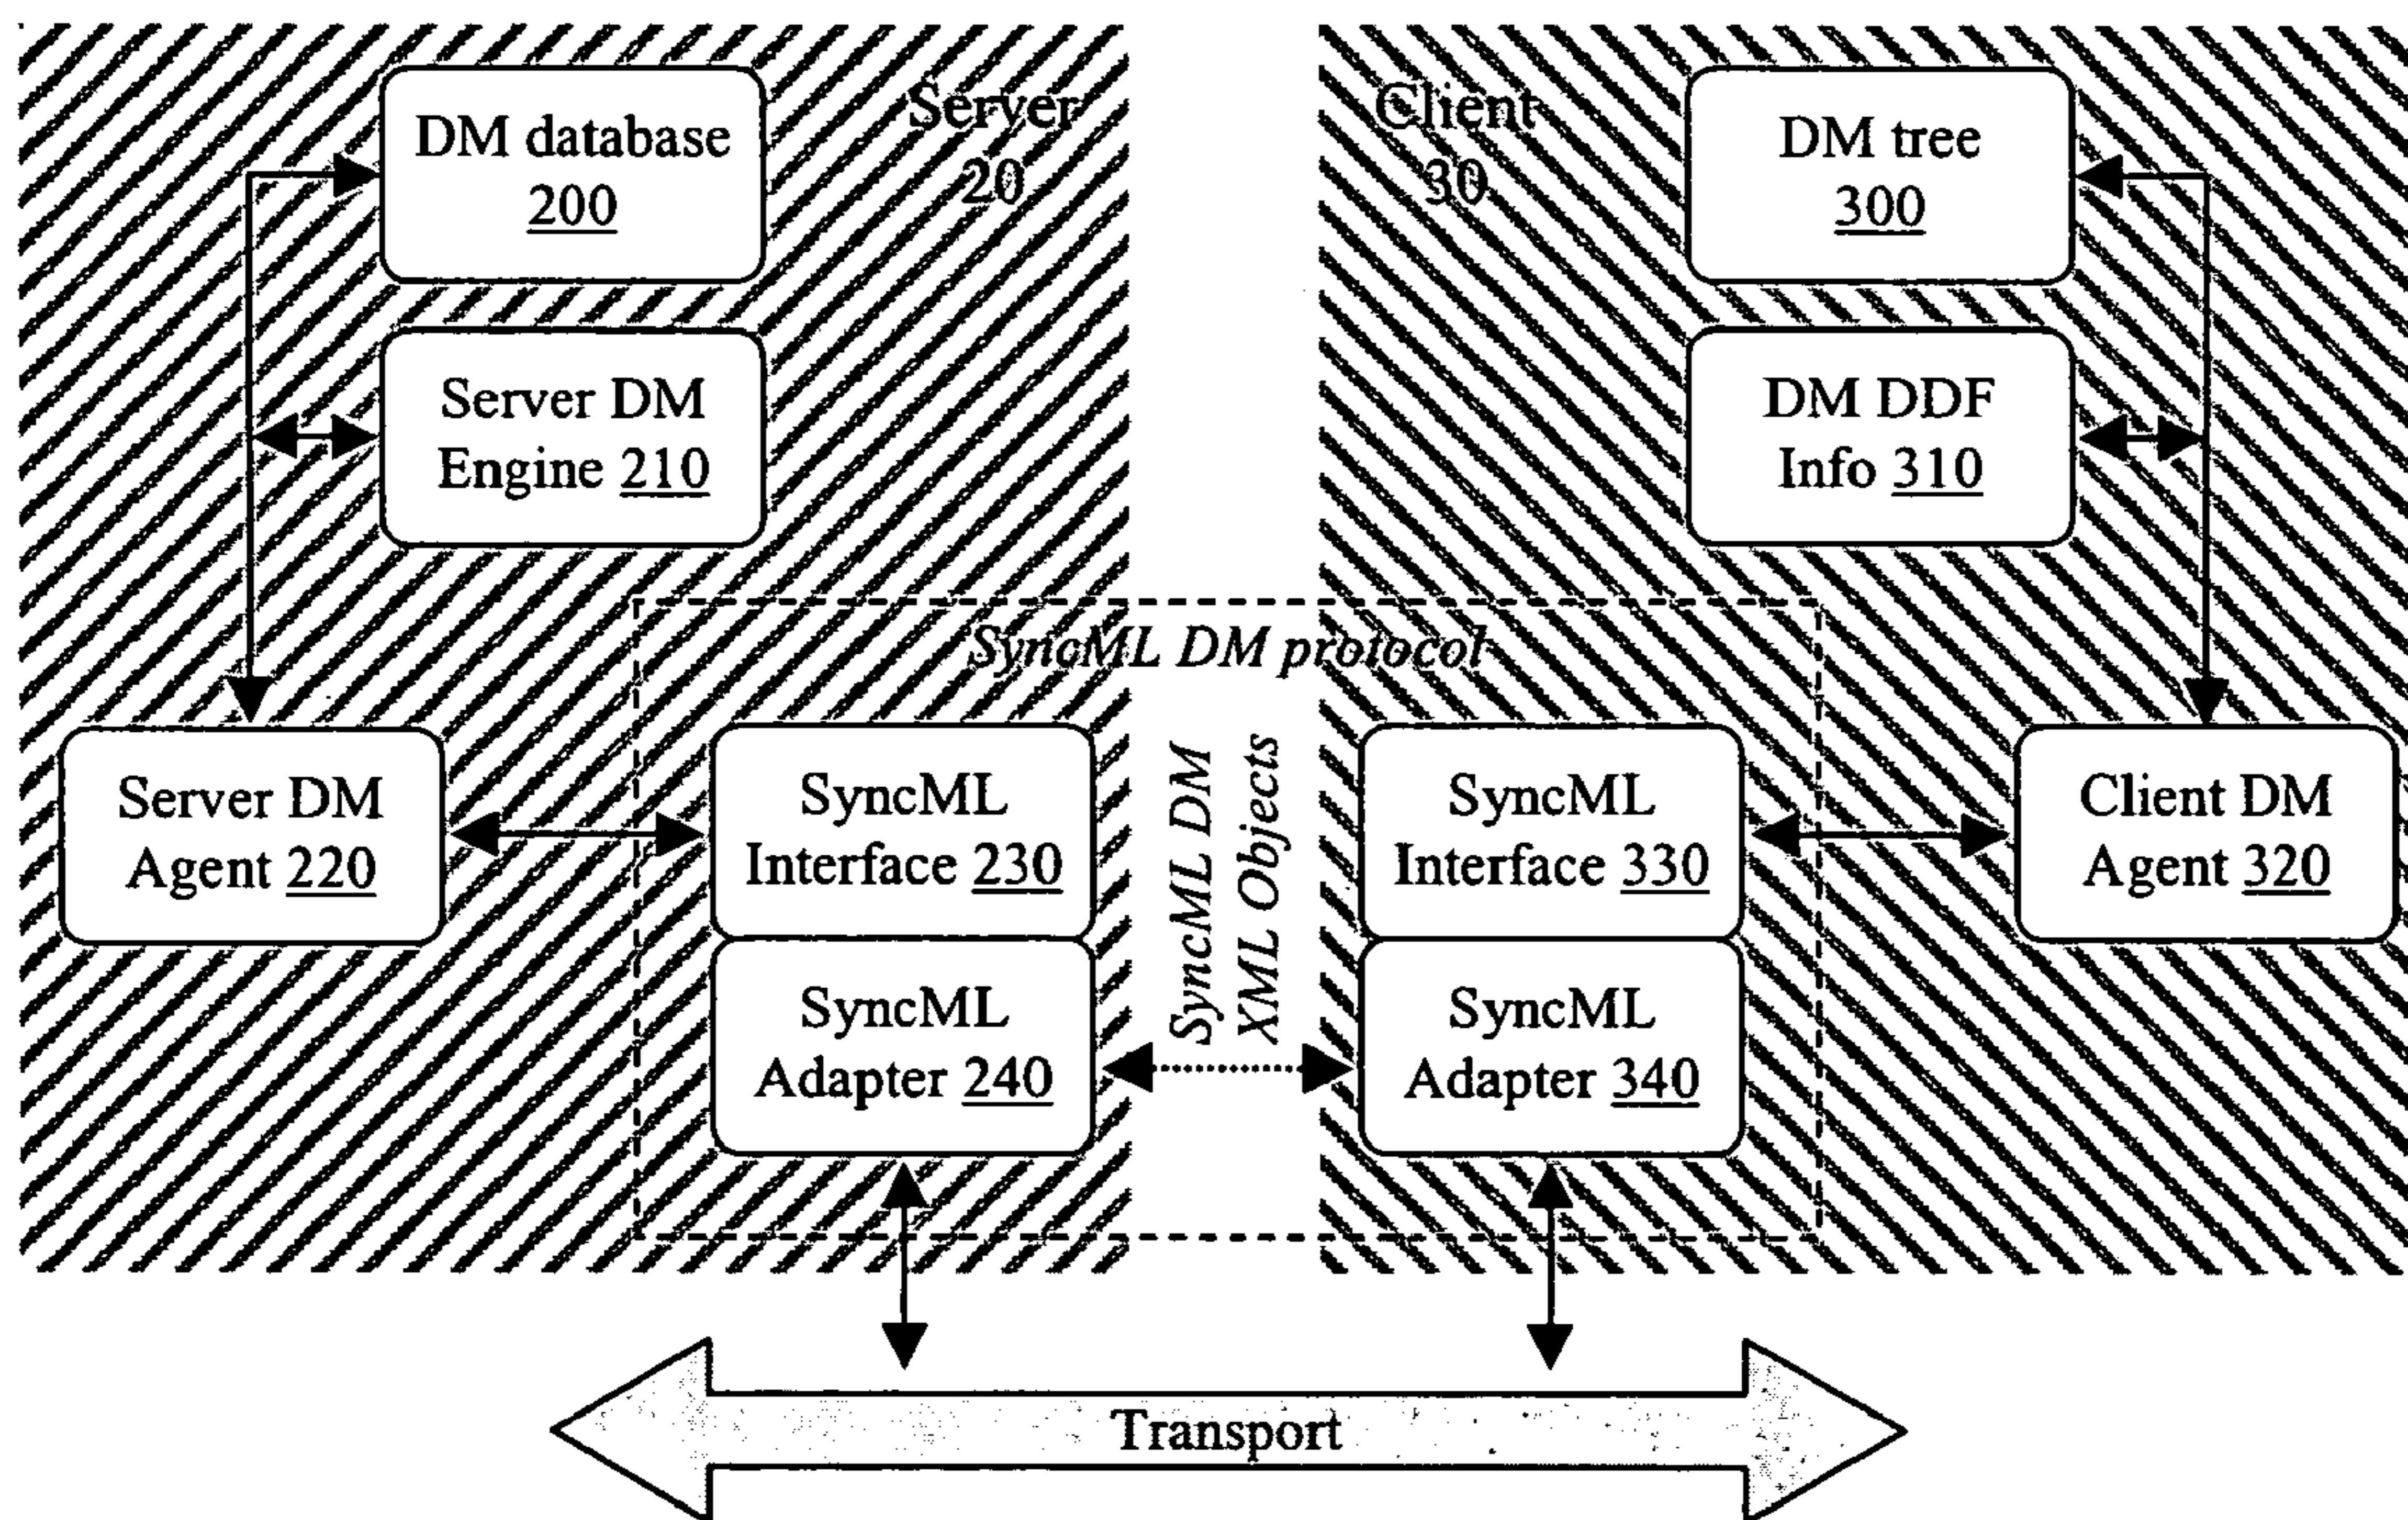 DM database
200
Server
20
Client
30
DM tree
300
Server DM
Engine 210
DM DDF
Info 310
SyncML DM protocol
Server DM
Agent 220
SyncML
Interface 230
SyncML DM
XML Objects
SyncML
Interface 330
Client DM
Agent 320
SyncML
Adapter 240
SyncML
Adapter 340
Transport